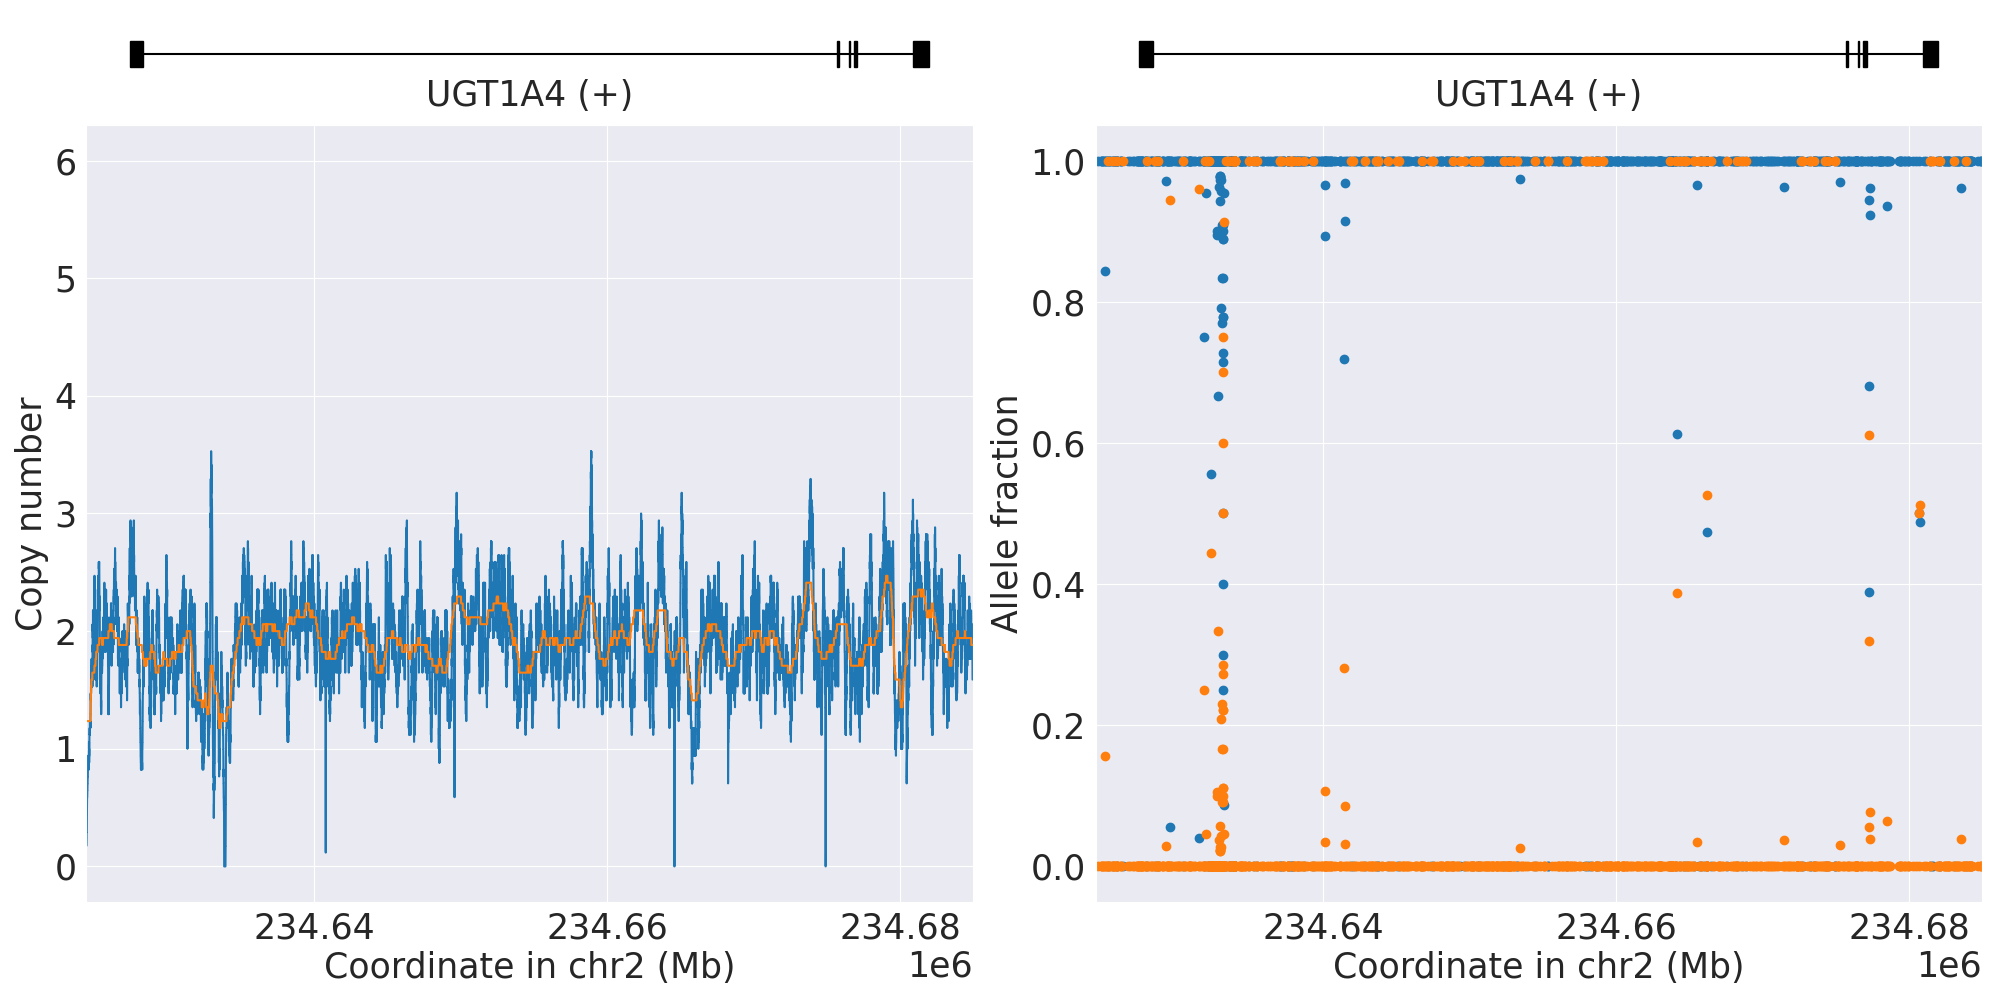 UGT1A4 (+)
6
5
4
3
2
1
0
Copy number
234.64
234.66
234.68
1e6
Coordinate in chr2 (Mb)
UGT1A4 (+)
1.0
0.8
0.6
0.4
0.2
0.0
Allele fraction
234.64
234.66
234.68
1e6
Coordinate in chr2 (Mb)